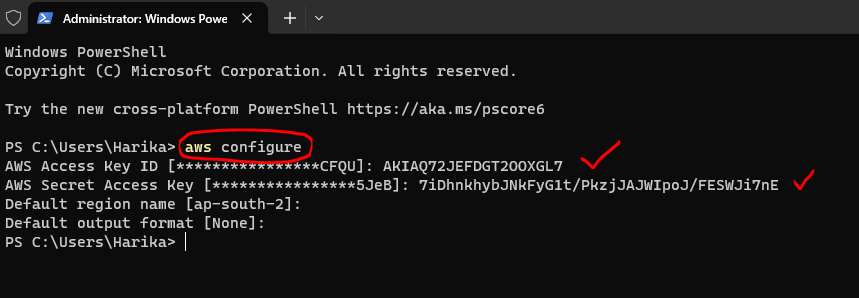 Administrator: Windows Powe
Windows PowerShell
Copyright (C) Microsoft Corporation. All rights reserved.
Try the new cross-platform PowerShell https://aka.ms/pscore6
PS C:\Users\Harika> aws configure
AWS Access Key ID [****************CFQU]: AKIAQ72JEFDGT2OOXGL7
AWS Secret Access Key [****************5JeB]: 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
Default region name [ap-south-2]:
Default output format [None]:
PS C:\Users\Harika>